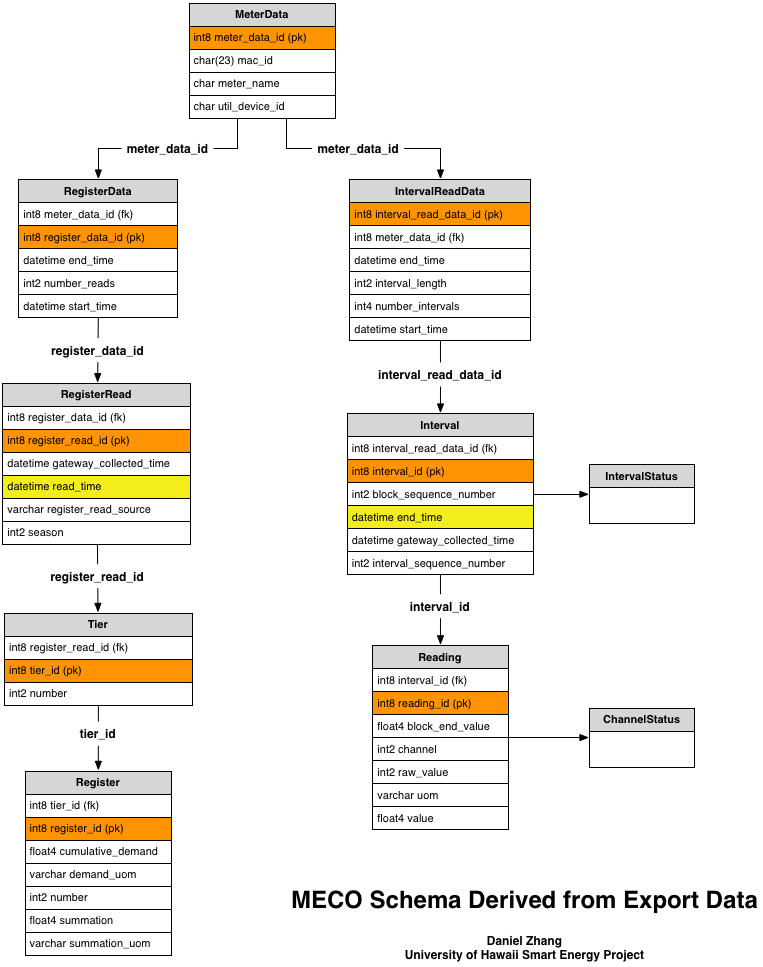 MeterData
int8 meter_data_id (pk)
char(23) mac_id
char meter_name
char util_device_id
meter_data_id
meter_data_id
RegisterData
int8 meter_data_id (fk)
int8 register_data_id (pk)
datetime end_time
int2 number_reads
datetime start_time
register_data_id
RegisterRead
int8 register_data_id (fk)
int8 register_read_id (pk)
datetime gateway_collected_time
datetime read_time
varchar register_read_source
int2 season
register_read_id
Tier
int8 register_read_id (fk)
int8 tier_id (pk)
int2 number
tier_id
Register
int8 tier_id (fk)
int8 register_id (pk)
float4 cumulative_demand
varchar demand_uom
int2 number
float4 summation
varchar summation_uom
IntervalReadData
int8 interval_read_data_id (pk)
int8 meter_data_id (fk)
datetime end_time
int2 interval_length
int4 number_intervals
datetime start_time
interval_read_data_id
Interval
int8 interval_read_data_id (fk)
int8 interval_id (pk)
int2 block_sequence_number
datetime end_time
datetime gateway_collected_time
int2 interval_sequence_number
IntervalStatus
interval_id
Reading
int8 interval_id (fk)
int8 reading_id (pk)
float4 block_end_value
int2 channel
int2 raw_value
varchar uom
float4 value
ChannelStatus
MECO Schema Derived from Export Data
Daniel Zhang
University of Hawaii Smart Energy Project